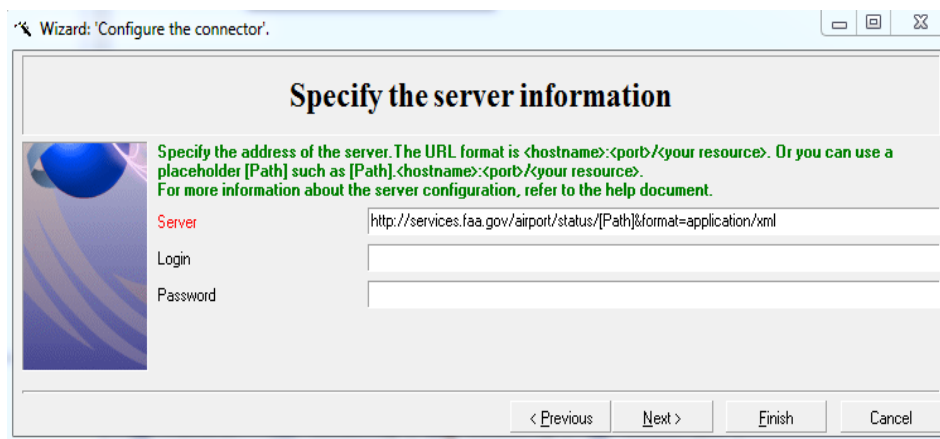 Wizard: 'Configure the connector'.
Specify the server information
Specify the address of the server. The URL format is <hostname>:<port>/<your resource>. Or you can use a
placeholder [Path] such as [Path].<hostname>:<port>/<your resource>.
For more information about the server configuration, refer to the help document.
Server http://services.faa.gov/airport/status/[Path]&format=application/xml
Login
Password
< Previous Next > Finish Cancel